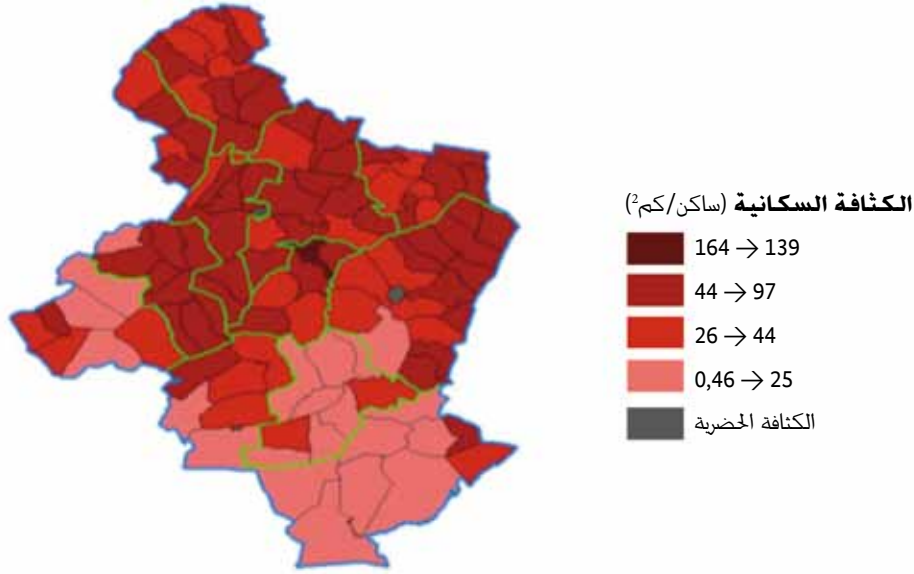 الكثافة السكانية (ساكن/كم²)
164 → 139
44 → 97
26 → 44
0,46 → 25
الكثافة الحضرية